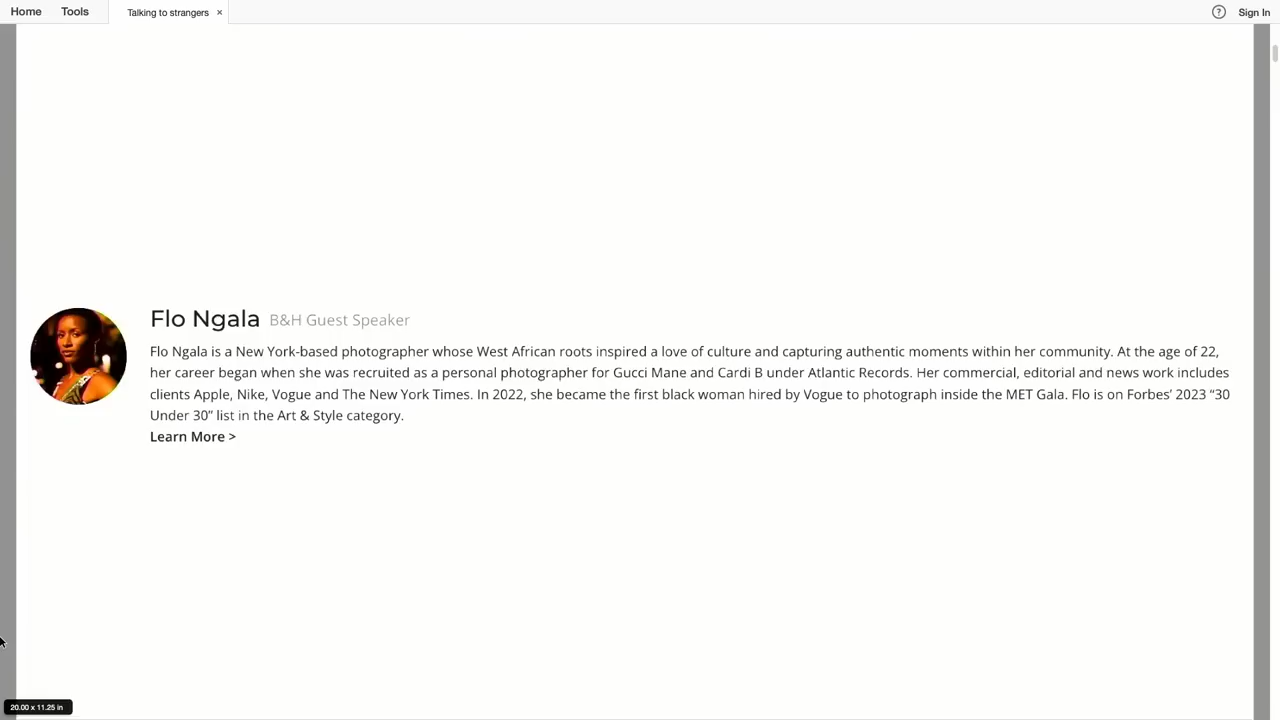 Home Tools Talking to strangers × ? Sign In
Flo Ngala B&H Guest Speaker
Flo Ngala is a New York-based photographer whose West African roots inspired a love of culture and capturing authentic moments within her community. At the age of 22,
her career began when she was recruited as a personal photographer for Gucci Mane and Cardi B under Atlantic Records. Her commercial, editorial and news work includes
clients Apple, Nike, Vogue and The New York Times. In 2022, she became the first black woman hired by Vogue to photograph inside the MET Gala. Flo is on Forbes’ 2023 “30
Under 30” list in the Art & Style category.
Learn More >
20.00 x 11.25 in